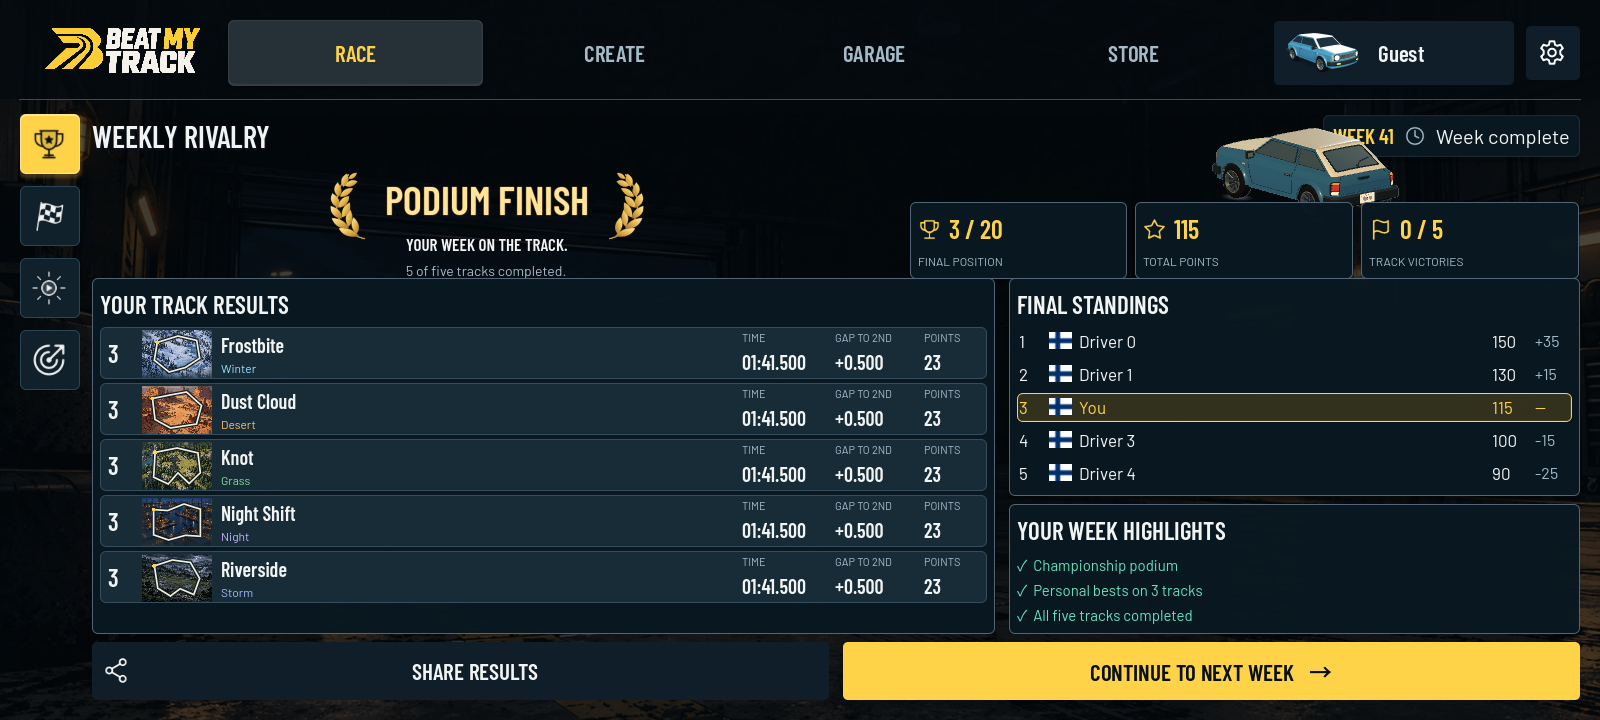 BEAT MY TRACK
RACE
CREATE
GARAGE
STORE
Guest
WEEKLY RIVALRY
WEEK 41
Week complete
PODIUM FINISH
YOUR WEEK ON THE TRACK.
5 of five tracks completed.
3 / 20
FINAL POSITION
115
TOTAL POINTS
0 / 5
TRACK VICTORIES
YOUR TRACK RESULTS
3 Frostbite Winter TIME 01:41.500 GAP TO 2ND +0.500 POINTS 23
3 Dust Cloud Desert TIME 01:41.500 GAP TO 2ND +0.500 POINTS 23
3 Knot Grass TIME 01:41.500 GAP TO 2ND +0.500 POINTS 23
3 Night Shift Night TIME 01:41.500 GAP TO 2ND +0.500 POINTS 23
3 Riverside Storm TIME 01:41.500 GAP TO 2ND +0.500 POINTS 23
FINAL STANDINGS
1 Driver 0 150 +35
2 Driver 1 130 +15
3 You 115 –
4 Driver 3 100 -15
5 Driver 4 90 -25
YOUR WEEK HIGHLIGHTS
✓ Championship podium
✓ Personal bests on 3 tracks
✓ All five tracks completed
SHARE RESULTS
CONTINUE TO NEXT WEEK →